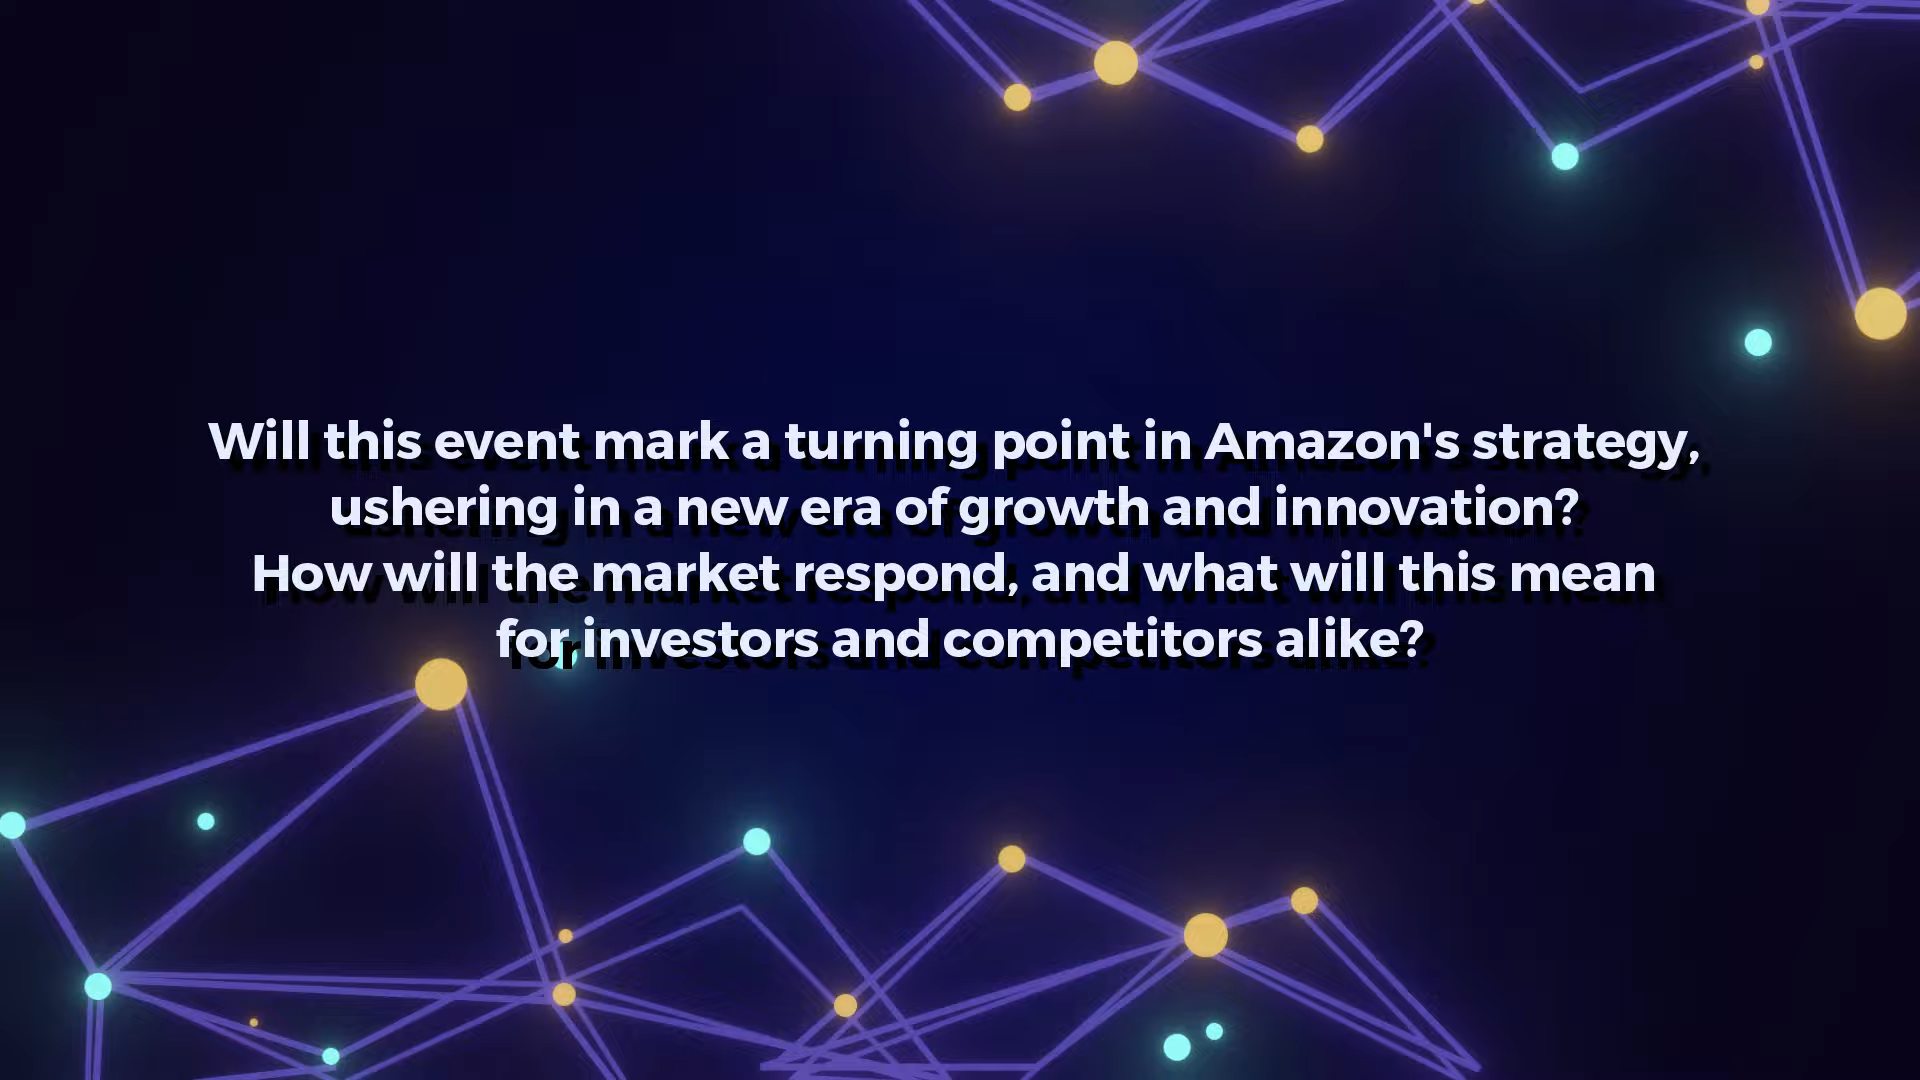 Will this event mark a turning point in Amazon's strategy,
ushering in a new era of growth and innovation?
How will the market respond, and what will this mean
for investors and competitors alike?